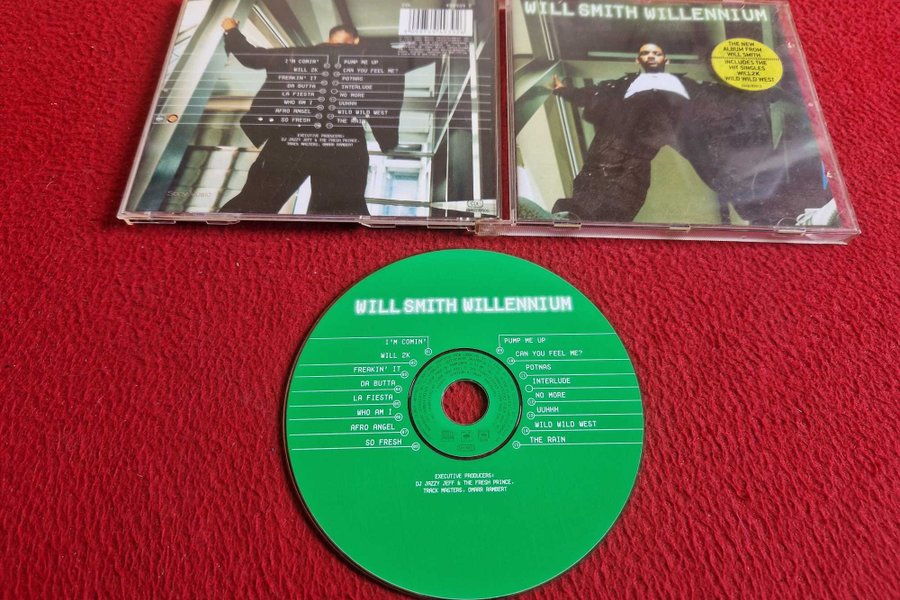 I'M COMIN'
WILL 2K
FREAKIN' IT
DA BUTTA
LA FIESTA
WHO AM I
AFRO ANGEL
SO FRESH
PUMP ME UP
CAN YOU FEEL ME?
POTNAS
INTERLUDE
NO MORE
UUHHH
WILD WILD WEST
THE RAIN
EXECUTIVE PRODUCERS:
DJ JAZZY JEFF & THE FRESH PRINCE,
TRACK MASTERS, OMARR RAMBERT
Sony Music
WILL SMITH WILLENNIUM
THE NEW
ALBUM FROM
WILL SMITH
INCLUDES THE
HIT SINGLES
WILL2K
WILD WILD WEST
WILL SMITH WILLENNIUM
I'M COMIN'
WILL 2K
FREAKIN' IT
DA BUTTA
LA FIESTA
WHO AM I
AFRO ANGEL
SO FRESH
PUMP ME UP
CAN YOU FEEL ME?
POTNAS
INTERLUDE
NO MORE
UUHHH
WILD WILD WEST
THE RAIN
EXECUTIVE PRODUCERS:
DJ JAZZY JEFF & THE FRESH PRINCE,
TRACK MASTERS, OMARR RAMBERT